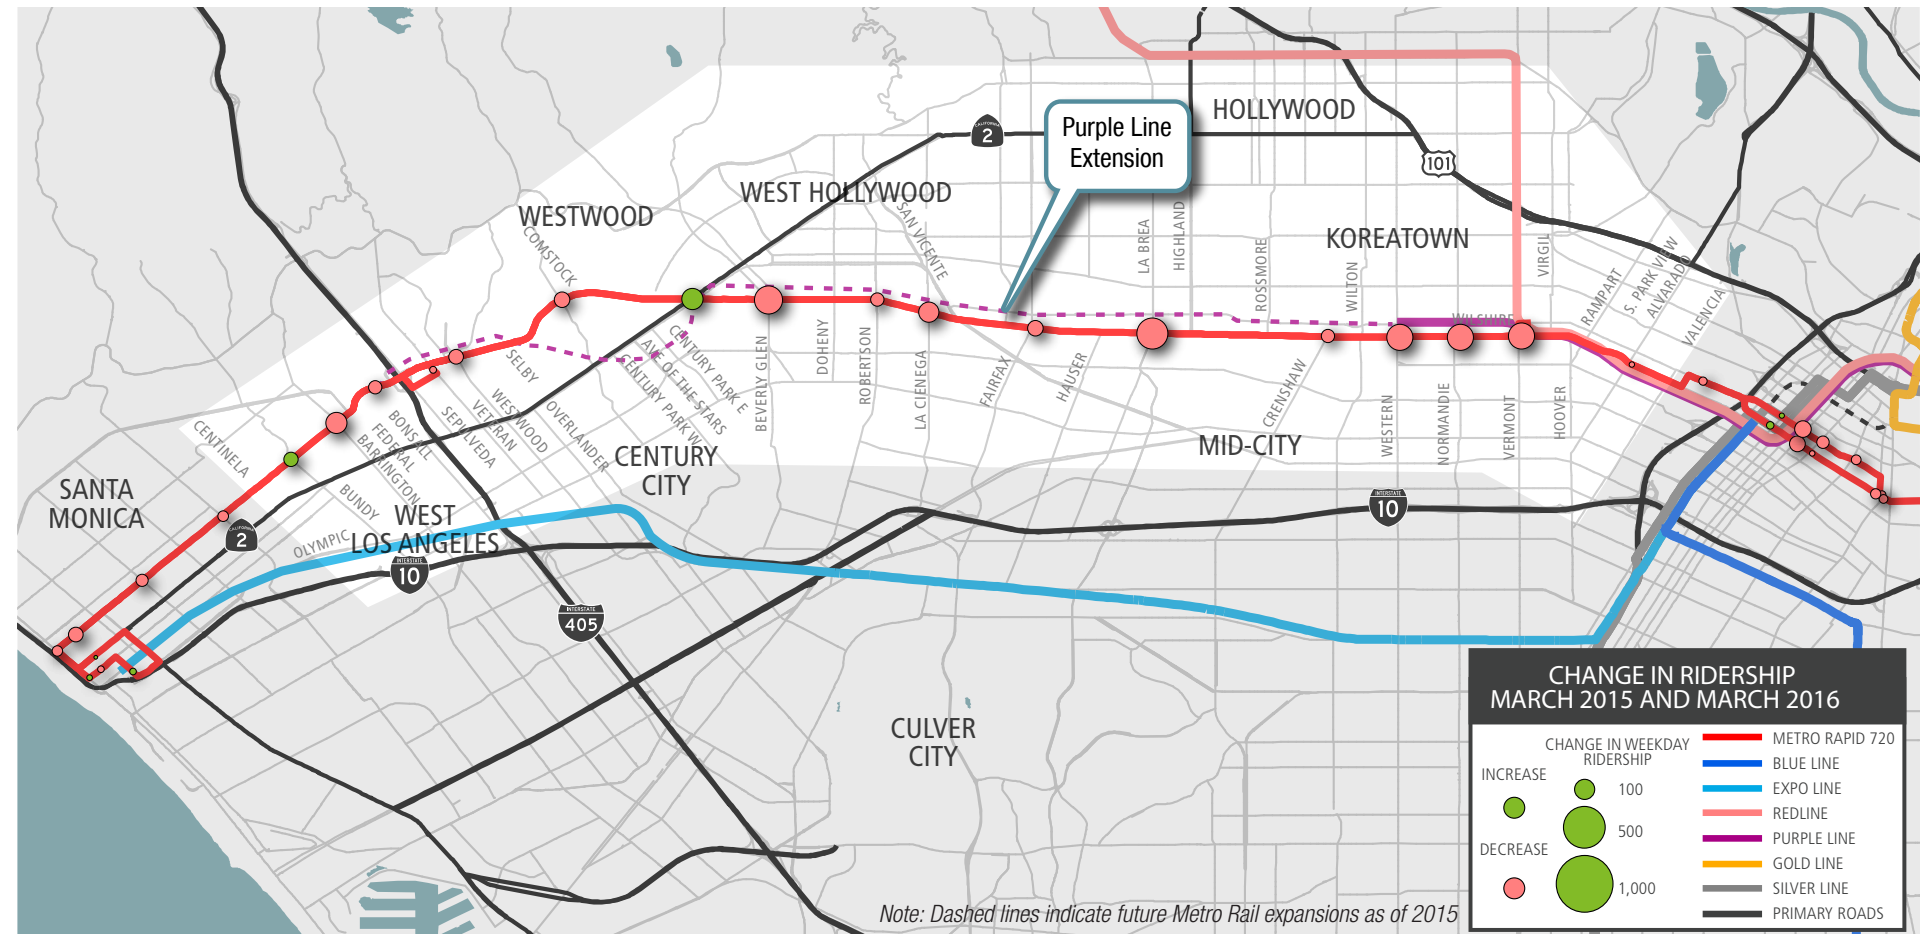 HOLLYWOOD
Purple Line
Extension
CALIFORNIA
2
101
WEST HOLLYWOOD
WESTWOOD
KOREATOWN
COMSTOCK
SAN VICENTE
LA BREA
HIGHLAND
ROSSMORE
WILTON
VIRGIL
RAMPART
S. PARK VIEW
ALVARADO
VALENCIA
WILSHIRE
CENTURY PARK E
AVE OF THE STARS
CENTURY PARK W
BEVERLY GLEN
DOHENY
ROBERTSON
LA CIENEGA
FAIRFAX
HAUSER
CRENSHAW
WESTERN
NORMANDIE
VERMONT
HOOVER
SELBY
WESTWOOD
VETERAN
SEPULVEDA
OVERLANDER
BONSALL
FEDERAL
BARRINGTON
BUNDY
CENTINELA
OLYMPIC
MID-CITY
CENTURY
CITY
SANTA
MONICA
WEST
LOS ANGELES
CALIFORNIA
2
INTERSTATE
10
INTERSTATE
10
INTERSTATE
405
CULVER
CITY
CHANGE IN RIDERSHIP
MARCH 2015 AND MARCH 2016
CHANGE IN WEEKDAY
RIDERSHIP
INCREASE
DECREASE
100
500
1,000
METRO RAPID 720
BLUE LINE
EXPO LINE
REDLINE
PURPLE LINE
GOLD LINE
SILVER LINE
PRIMARY ROADS
Note: Dashed lines indicate future Metro Rail expansions as of 2015